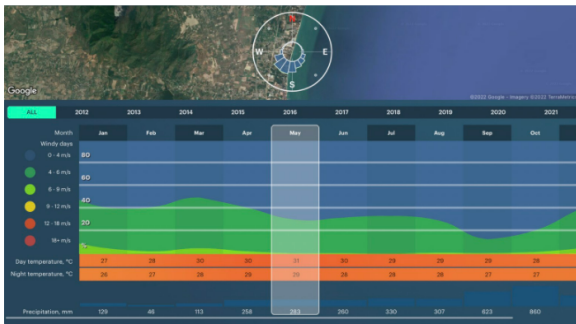 N
W
E
S
Google
©2022 Google - Imagery ©2022 TerraMetrics
ALL 2012 2013 2014 2015 2016 2017 2018 2019 2020 2021
Month Jan Feb Mar Apr May Jun Jul Aug Sep Oct
Windy days
0 - 4 m/s 80
4 - 6 m/s
60
6 - 9 m/s
40
9 - 12 m/s
12 - 18 m/s 20
18+ m/s
Day temperature, °C 27 28 30 30 31 30 29 29 29 28
Night temperature, °C 26 27 28 29 29 28 28 28 27 27
Precipitation, mm 129 46 113 258 283 260 330 307 623 860